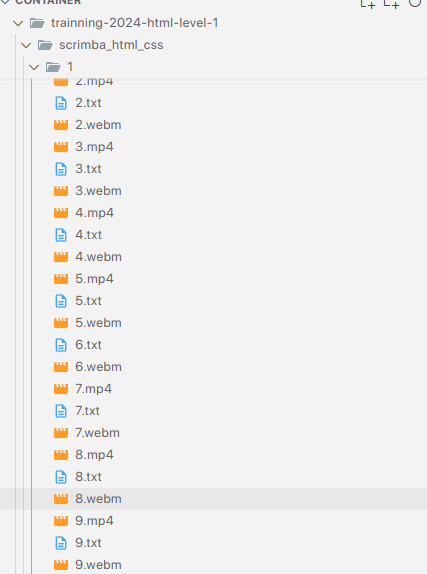 CONTAINER
trainning-2024-html-level-1
scrimba_html_css
1
2.mp4
2.txt
2.webm
3.mp4
3.txt
3.webm
4.mp4
4.txt
4.webm
5.mp4
5.txt
5.webm
6.txt
6.webm
7.mp4
7.txt
7.webm
8.mp4
8.txt
8.webm
9.mp4
9.txt
9.webm